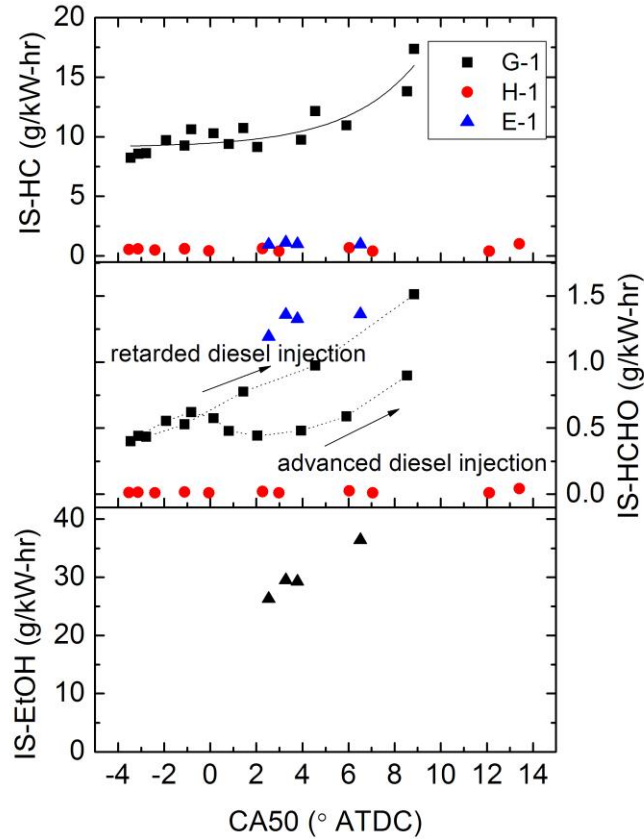 20
15
10
5
0
IS-HC (g/kW-hr)
G-1
H-1
E-1
retarded diesel injection
advanced diesel injection
1.5
1.0
0.5
0.0
IS-HCHO (g/kW-hr)
40
30
20
10
0
IS-EtOH (g/kW-hr)
-4 -2 0 2 4 6 8 10 12 14
CA50 (° ATDC)